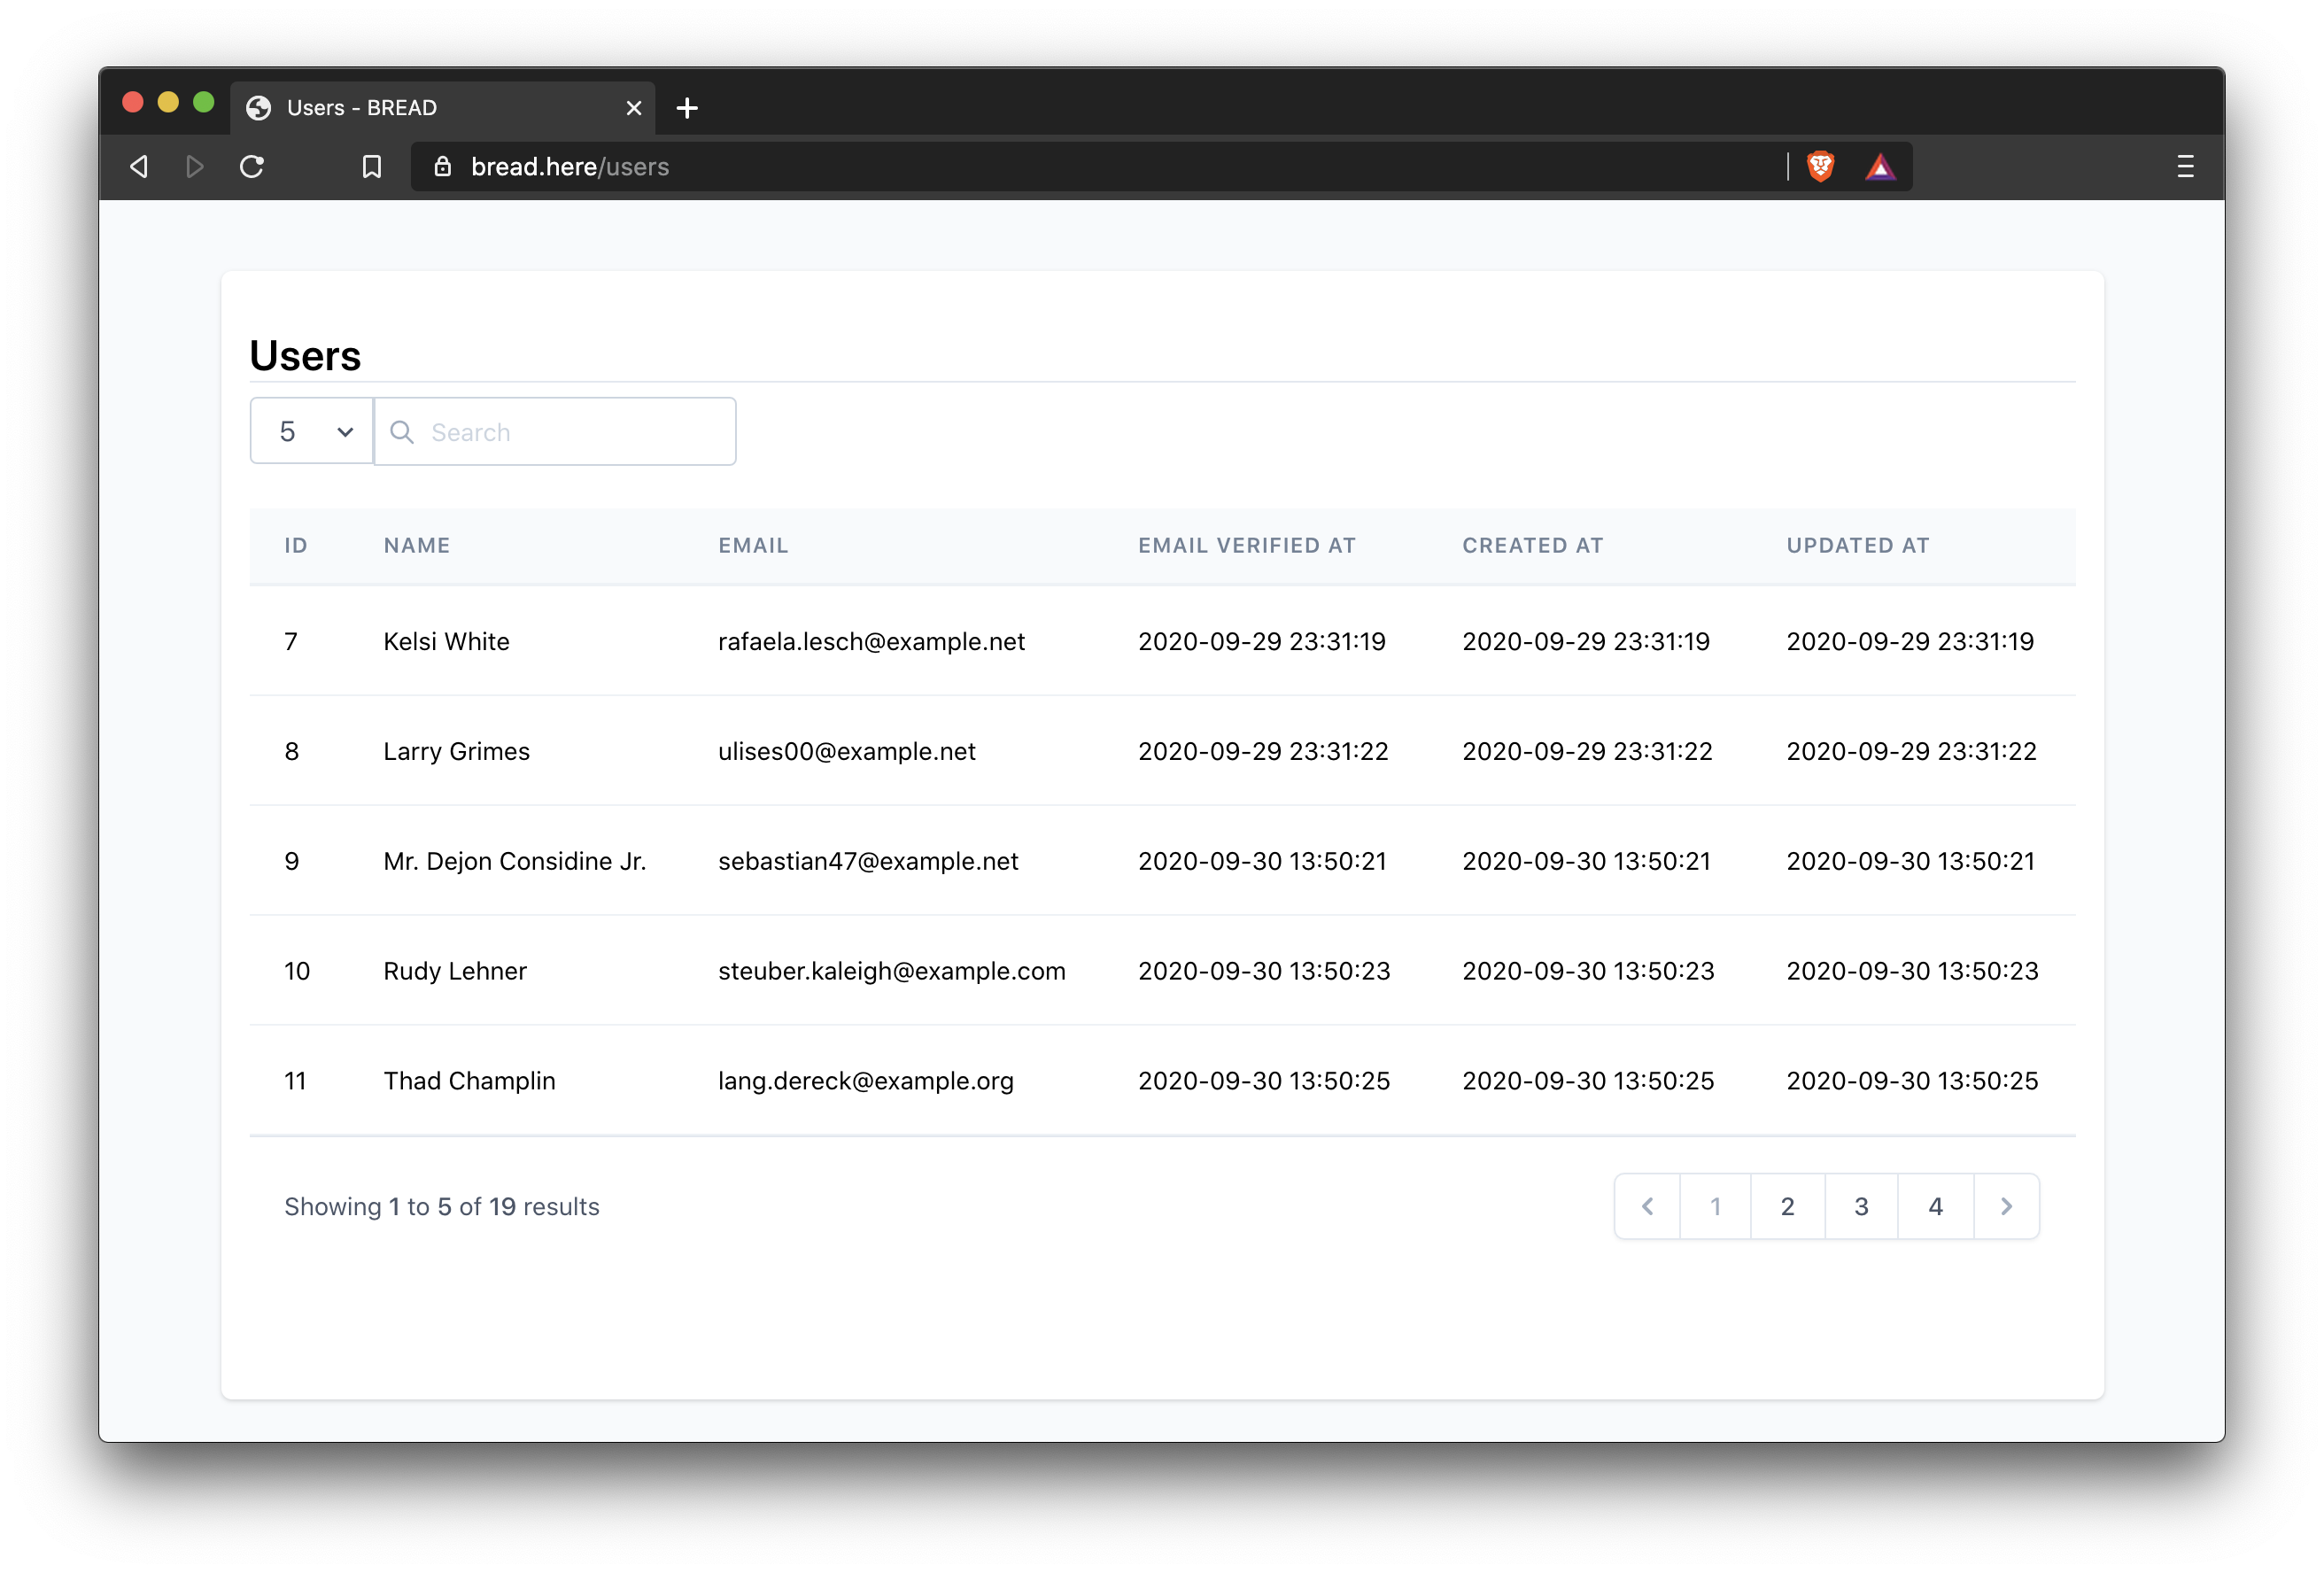 Users - BREAD
bread.here/users
Users
5 Search
ID NAME EMAIL EMAIL VERIFIED AT CREATED AT UPDATED AT
7 Kelsi White rafaela.lesch@example.net 2020-09-29 23:31:19 2020-09-29 23:31:19 2020-09-29 23:31:19
8 Larry Grimes ulises00@example.net 2020-09-29 23:31:22 2020-09-29 23:31:22 2020-09-29 23:31:22
9 Mr. Dejon Considine Jr. sebastian47@example.net 2020-09-30 13:50:21 2020-09-30 13:50:21 2020-09-30 13:50:21
10 Rudy Lehner steuber.kaleigh@example.com 2020-09-30 13:50:23 2020-09-30 13:50:23 2020-09-30 13:50:23
11 Thad Champlin lang.dereck@example.org 2020-09-30 13:50:25 2020-09-30 13:50:25 2020-09-30 13:50:25
Showing 1 to 5 of 19 results 1 2 3 4